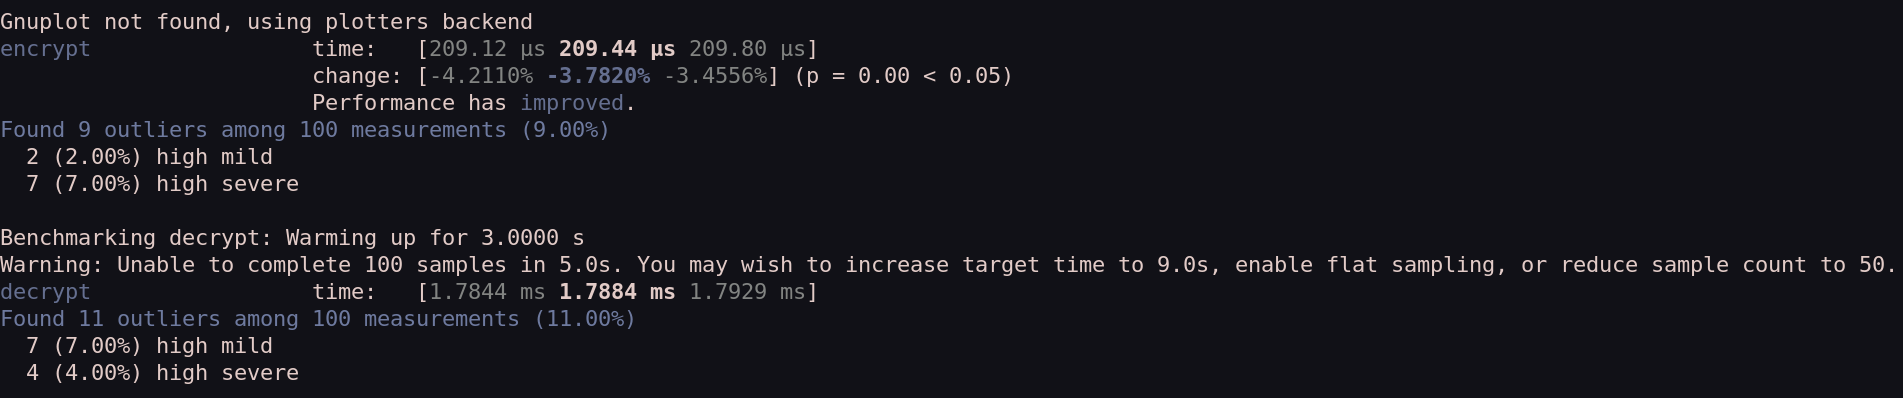 Gnuplot not found, using plotters backend
encrypt                 time:   [209.12 µs 209.44 µs 209.80 µs]
                        change: [-4.2110% -3.7820% -3.4556%] (p = 0.00 < 0.05)
                        Performance has improved.
Found 9 outliers among 100 measurements (9.00%)
  2 (2.00%) high mild
  7 (7.00%) high severe

Benchmarking decrypt: Warming up for 3.0000 s
Warning: Unable to complete 100 samples in 5.0s. You may wish to increase target time to 9.0s, enable flat sampling, or reduce sample count to 50.
decrypt                 time:   [1.7844 ms 1.7884 ms 1.7929 ms]
Found 11 outliers among 100 measurements (11.00%)
  7 (7.00%) high mild
  4 (4.00%) high severe